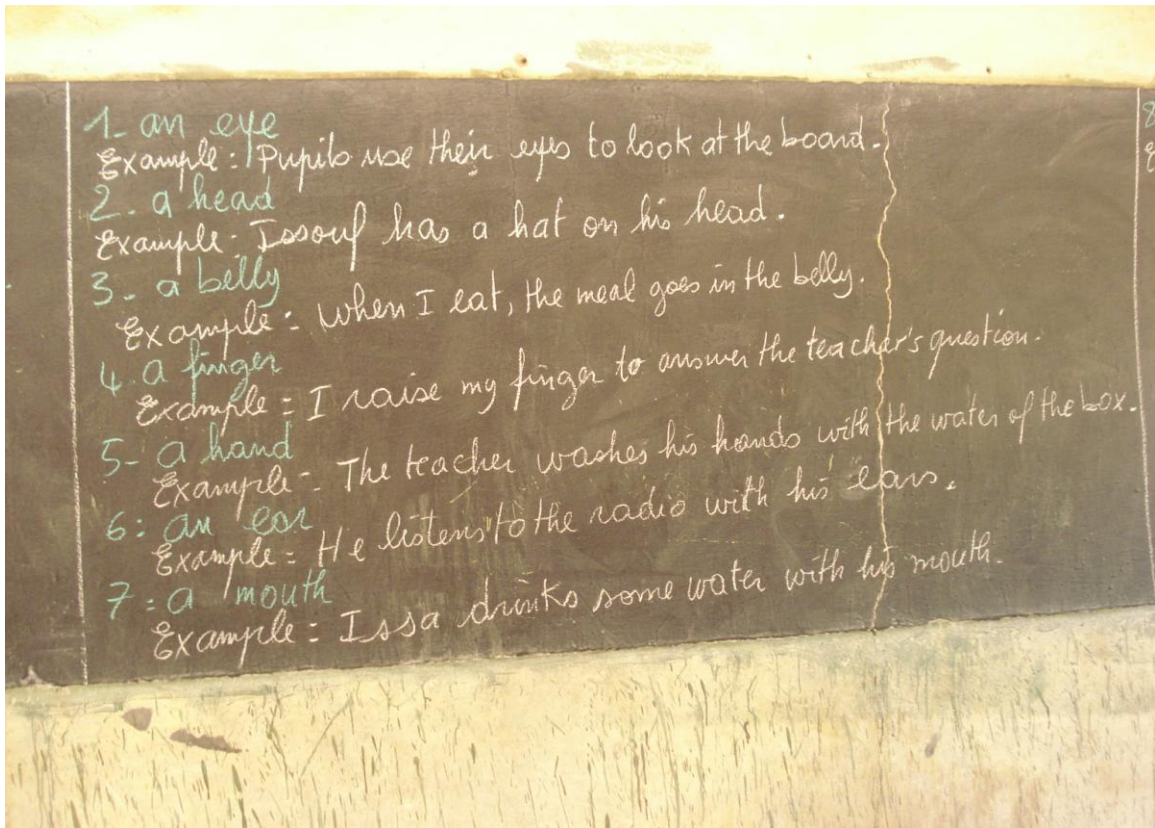 1- an eye
Example: Pupils use their eyes to look at the board.
2. a head
Example: Issouf has a hat on his head.
3- a belly
Example: when I eat, the meal goes in the belly.
4. a finger
Example: I raise my finger to answer the teacher's question.
5- a hand
Example: The teacher washes his hands with the water of the box.
6: an ear
Example: He listens to the radio with his ears.
7: a mouth
Example: Issa drinks some water with his mouth.